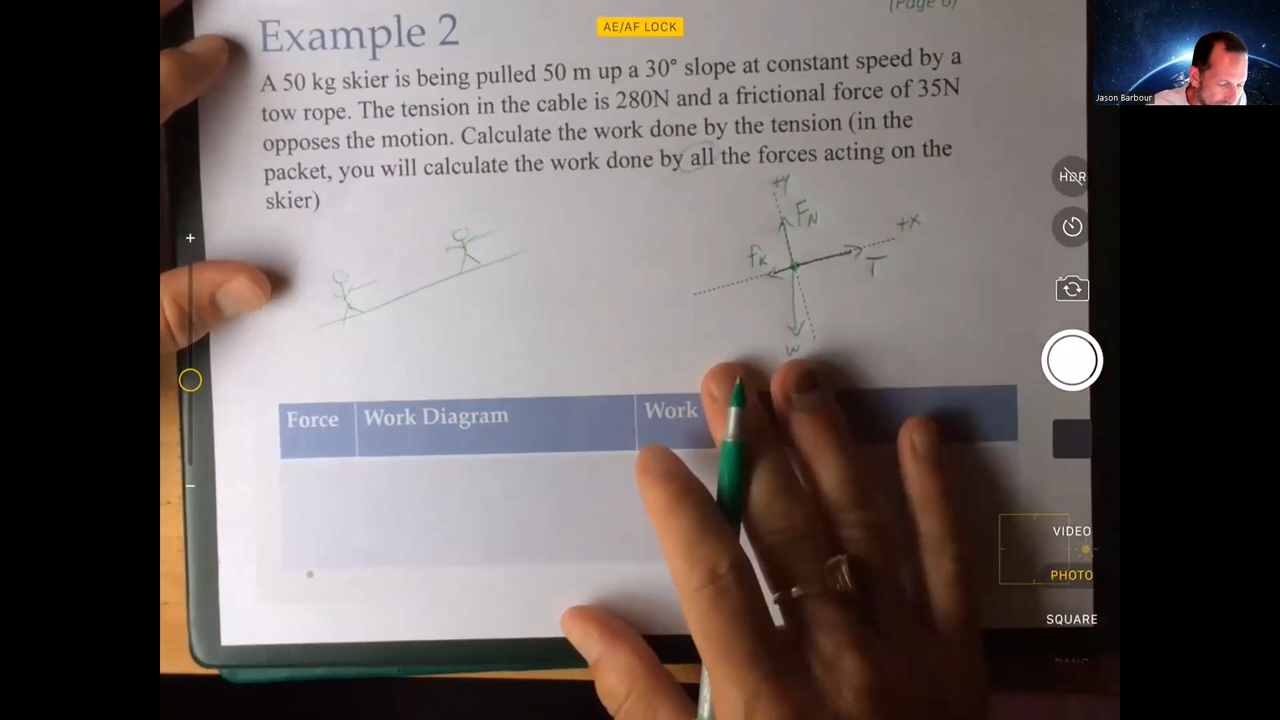 (Page 6)
Example 2
AE/AF LOCK
A 50 kg skier is being pulled 50 m up a 30° slope at constant speed by a
tow rope. The tension in the cable is 280N and a frictional force of 35N
opposes the motion. Calculate the work done by the tension (in the
packet, you will calculate the work done by all the forces acting on the
skier)
Jason Barbour
HDR
+y
FN
+x
fK
T
w
Force Work Diagram Work
VIDEO
PHOTO
SQUARE